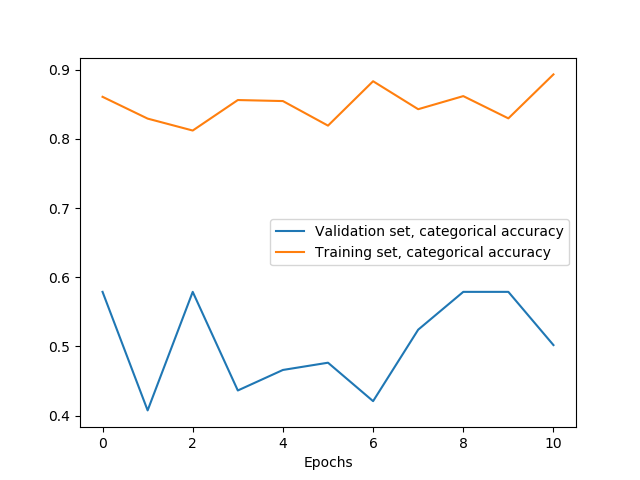 0.9
0.8
0.7
0.6
0.5
0.4
Validation set, categorical accuracy
Training set, categorical accuracy
0 2 4 6 8 10
Epochs